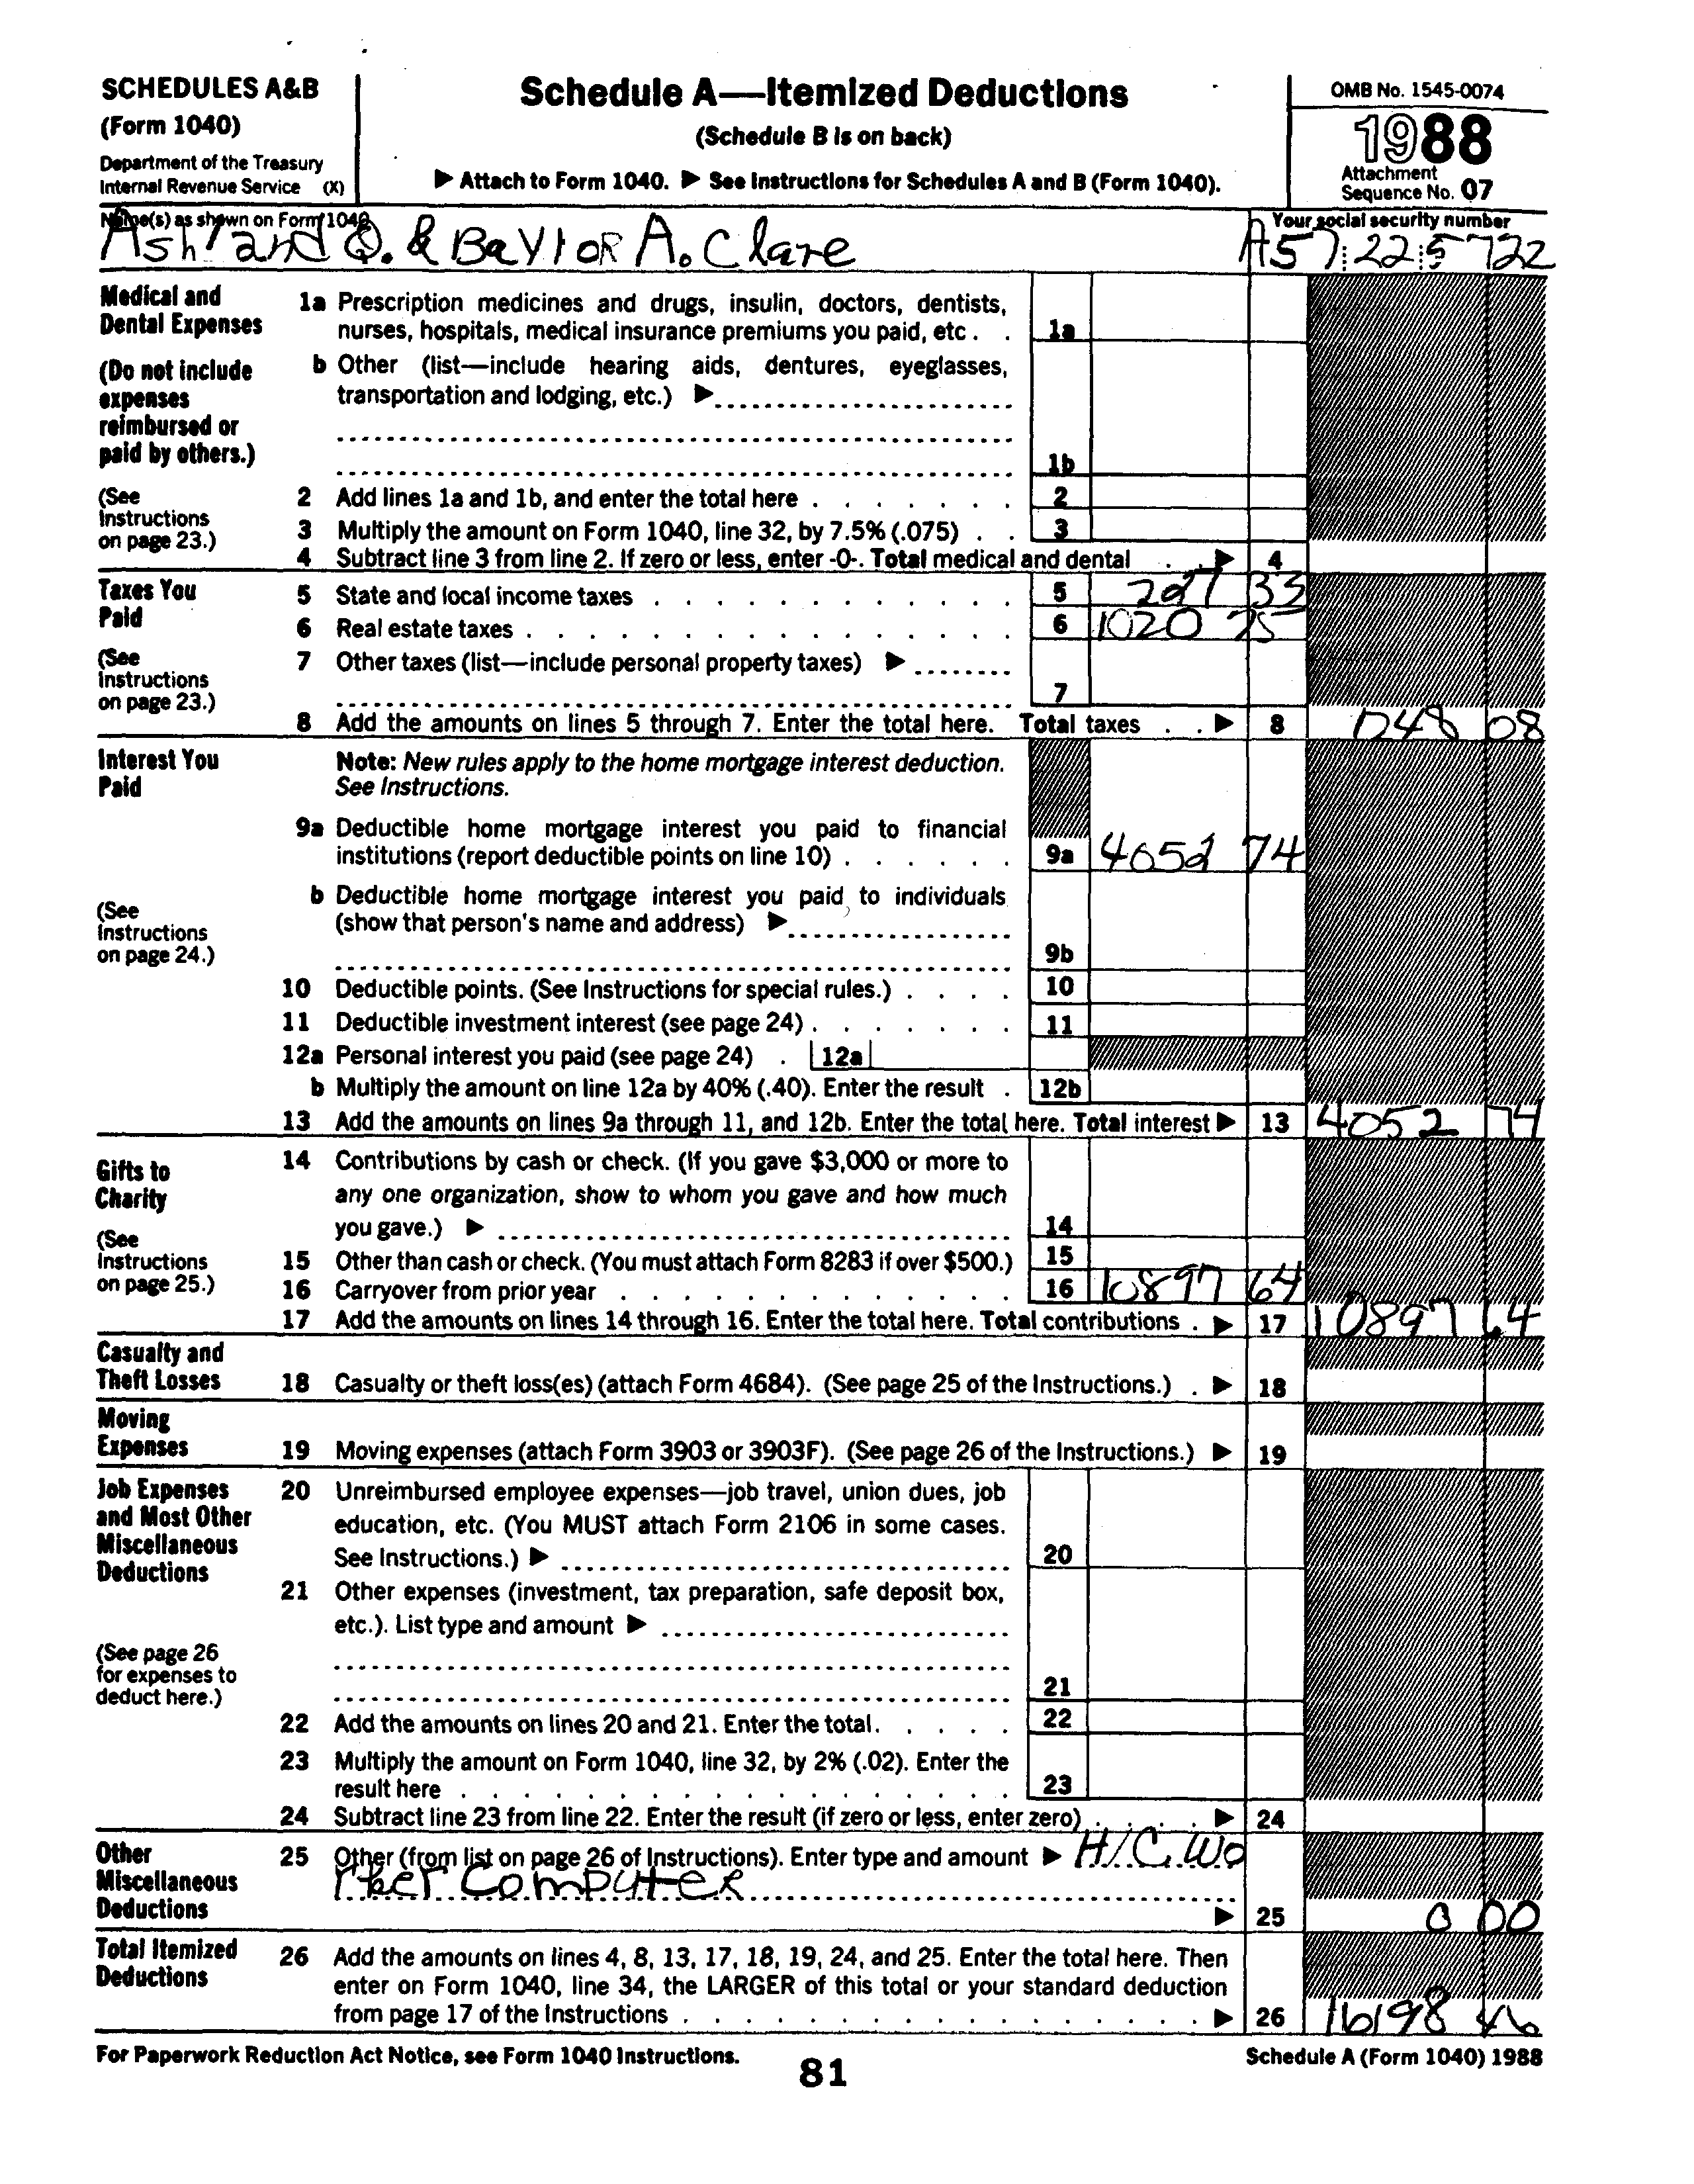 SCHEDULES A&B
(Form 1040)
Department of the Treasury
Internal Revenue Service (X)
Schedule A—Itemized Deductions
(Schedule B is on back)
▶ Attach to Form 1040. ▶ See Instructions for Schedules A and B (Form 1040).
OMB No. 1545-0074
1988
Attachment
Sequence No. 07
Name(s) as shown on Form 1040
Ashland Q. & Baylor A. Clare
Your social security number
A57 22 5722
Medical and
Dental Expenses
(Do not include
expenses
reimbursed or
paid by others.)
(See
Instructions
on page 23.)
1a Prescription medicines and drugs, insulin, doctors, dentists,
nurses, hospitals, medical insurance premiums you paid, etc . . 1a
b Other (list—include hearing aids, dentures, eyeglasses,
transportation and lodging, etc.) ▶
1b
2 Add lines 1a and 1b, and enter the total here . . . . . . . 2
3 Multiply the amount on Form 1040, line 32, by 7.5% (.075) . . 3
4 Subtract line 3 from line 2. If zero or less, enter -0-. Total medical and dental . . ▶ 4
Taxes You
Paid
(See
Instructions
on page 23.)
5 State and local income taxes . . . . . . . . . . . . 5 227 33
6 Real estate taxes . . . . . . . . . . . . . . . . 6 1020 75
7 Other taxes (list—include personal property taxes) ▶
7
8 Add the amounts on lines 5 through 7. Enter the total here. Total taxes . . ▶ 8 1248 08
Interest You
Paid
(See
Instructions
on page 24.)
Note: New rules apply to the home mortgage interest deduction.
See Instructions.
9a Deductible home mortgage interest you paid to financial
institutions (report deductible points on line 10) . . . . . . 9a 4052 74
b Deductible home mortgage interest you paid to individuals
(show that person's name and address) ▶
9b
10 Deductible points. (See Instructions for special rules.) . . . . 10
11 Deductible investment interest (see page 24) . . . . . . . 11
12a Personal interest you paid (see page 24) . 12a
b Multiply the amount on line 12a by 40% (.40). Enter the result . 12b
13 Add the amounts on lines 9a through 11, and 12b. Enter the total here. Total interest ▶ 13 4052 74
Gifts to
Charity
(See
Instructions
on page 25.)
14 Contributions by cash or check. (If you gave $3,000 or more to
any one organization, show to whom you gave and how much
you gave.) ▶ 14
15 Other than cash or check. (You must attach Form 8283 if over $500.) 15
16 Carryover from prior year . . . . . . . . . . . . . 16 10897 64
17 Add the amounts on lines 14 through 16. Enter the total here. Total contributions . ▶ 17 10897 64
Casualty and
Theft Losses
18 Casualty or theft loss(es) (attach Form 4684). (See page 25 of the Instructions.) . ▶ 18
Moving
Expenses
19 Moving expenses (attach Form 3903 or 3903F). (See page 26 of the Instructions.) ▶ 19
Job Expenses
and Most Other
Miscellaneous
Deductions
(See page 26
for expenses to
deduct here.)
20 Unreimbursed employee expenses—job travel, union dues, job
education, etc. (You MUST attach Form 2106 in some cases.
See Instructions.) ▶ 20
21 Other expenses (investment, tax preparation, safe deposit box,
etc.). List type and amount ▶
21
22 Add the amounts on lines 20 and 21. Enter the total . . . . . 22
23 Multiply the amount on Form 1040, line 32, by 2% (.02). Enter the
result here . . . . . . . . . . . . . . . . . 23
24 Subtract line 23 from line 22. Enter the result (if zero or less, enter zero) . . . . ▶ 24
Other
Miscellaneous
Deductions
25 Other (from list on page 26 of Instructions). Enter type and amount ▶ H/C Wo
rker Computer
▶ 25 0 00
Total Itemized
Deductions
26 Add the amounts on lines 4, 8, 13, 17, 18, 19, 24, and 25. Enter the total here. Then
enter on Form 1040, line 34, the LARGER of this total or your standard deduction
from page 17 of the Instructions . . . . . . . . . . . . . . . . . ▶ 26 16198 46
For Paperwork Reduction Act Notice, see Form 1040 Instructions.
81
Schedule A (Form 1040) 1988